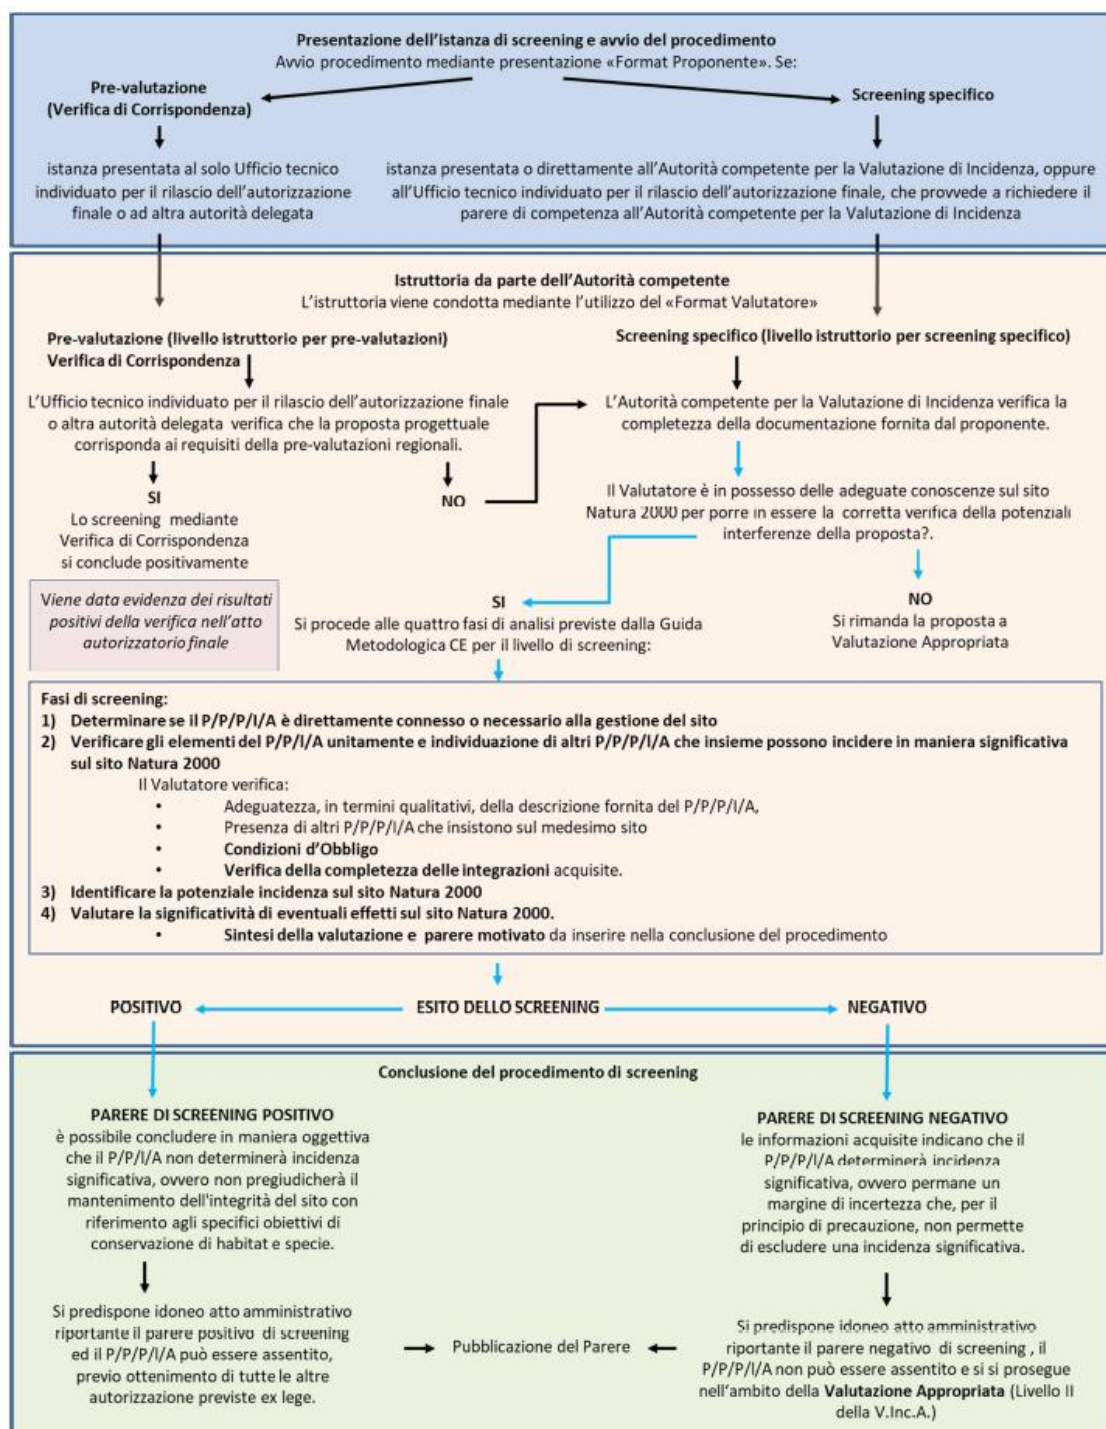 Presentazione dell'istanza di screening e avvio del procedimento
Avvio procedimento mediante presentazione «Format Proponente». Se:
Pre-valutazione
(Verifica di Corrispondenza)
istanza presentata al solo Ufficio tecnico
individuato per il rilascio dell'autorizzazione
finale o ad altra autorità delegata
Screening specifico
istanza presentata o direttamente all'Autorità competente per la Valutazione di Incidenza, oppure
all'Ufficio tecnico individuato per il rilascio dell'autorizzazione finale, che provvede a richiedere il
parere di competenza all'Autorità competente per la Valutazione di Incidenza
Istruttoria da parte dell'Autorità competente
L'istruttoria viene condotta mediante l'utilizzo del «Format Valutatore»
Pre-valutazione (livello istruttorio per pre-valutazioni)
Verifica di Corrispondenza
L'Ufficio tecnico individuato per il rilascio dell'autorizzazione finale
o altra autorità delegata verifica che la proposta progettuale
corrisponda ai requisiti della pre-valutazioni regionali.
SI
Lo screening mediante
Verifica di Corrispondenza
si conclude positivamente
Viene data evidenza dei risultati
positivi della verifica nell'atto
autorizzatorio finale
NO
Screening specifico (livello istruttorio per screening specifico)
L'Autorità competente per la Valutazione di Incidenza verifica la
completezza della documentazione fornita dal proponente.
Il Valutatore è in possesso delle adeguate conoscenze sul sito
Natura 2000 per porre in essere la corretta verifica della potenziali
interferenze della proposta?.
SI
Si procede alle quattro fasi di analisi previste dalla Guida
Metodologica CE per il livello di screening:
NO
Si rimanda la proposta a
Valutazione Appropriata
Fasi di screening:
1) Determinare se il P/P/P/I/A è direttamente connesso o necessario alla gestione del sito
2) Verificare gli elementi del P/P/I/A unitamente e individuazione di altri P/P/P/I/A che insieme possono incidere in maniera significativa
sul sito Natura 2000
Il Valutatore verifica:
• Adeguatezza, in termini qualitativi, della descrizione fornita del P/P/P/I/A,
• Presenza di altri P/P/P/I/A che insistono sul medesimo sito
• Condizioni d'Obbligo
• Verifica della completezza delle integrazioni acquisite.
3) Identificare la potenziale incidenza sul sito Natura 2000
4) Valutare la significatività di eventuali effetti sul sito Natura 2000.
• Sintesi della valutazione e parere motivato da inserire nella conclusione del procedimento
POSITIVO
ESITO DELLO SCREENING
NEGATIVO
Conclusione del procedimento di screening
PARERE DI SCREENING POSITIVO
è possibile concludere in maniera oggettiva
che il P/P/I/A non determinerà incidenza
significativa, ovvero non pregiudicherà il
mantenimento dell'integrità del sito con
riferimento agli specifici obiettivi di
conservazione di habitat e specie.
Si predispone idoneo atto amministrativo
riportante il parere positivo di screening
ed il P/P/P/I/A può essere assentito,
previo ottenimento di tutte le altre
autorizzazione previste ex lege.
Pubblicazione del Parere
PARERE DI SCREENING NEGATIVO
le informazioni acquisite indicano che il
P/P/P/I/A determinerà incidenza
significativa, ovvero permane un
margine di incertezza che, per il
principio di precauzione, non permette
di escludere una incidenza significativa.
Si predispone idoneo atto amministrativo
riportante il parere negativo di screening , il
P/P/P/I/A non può essere assentito e si si prosegue
nell'ambito della Valutazione Appropriata (Livello II
della V.Inc.A.)